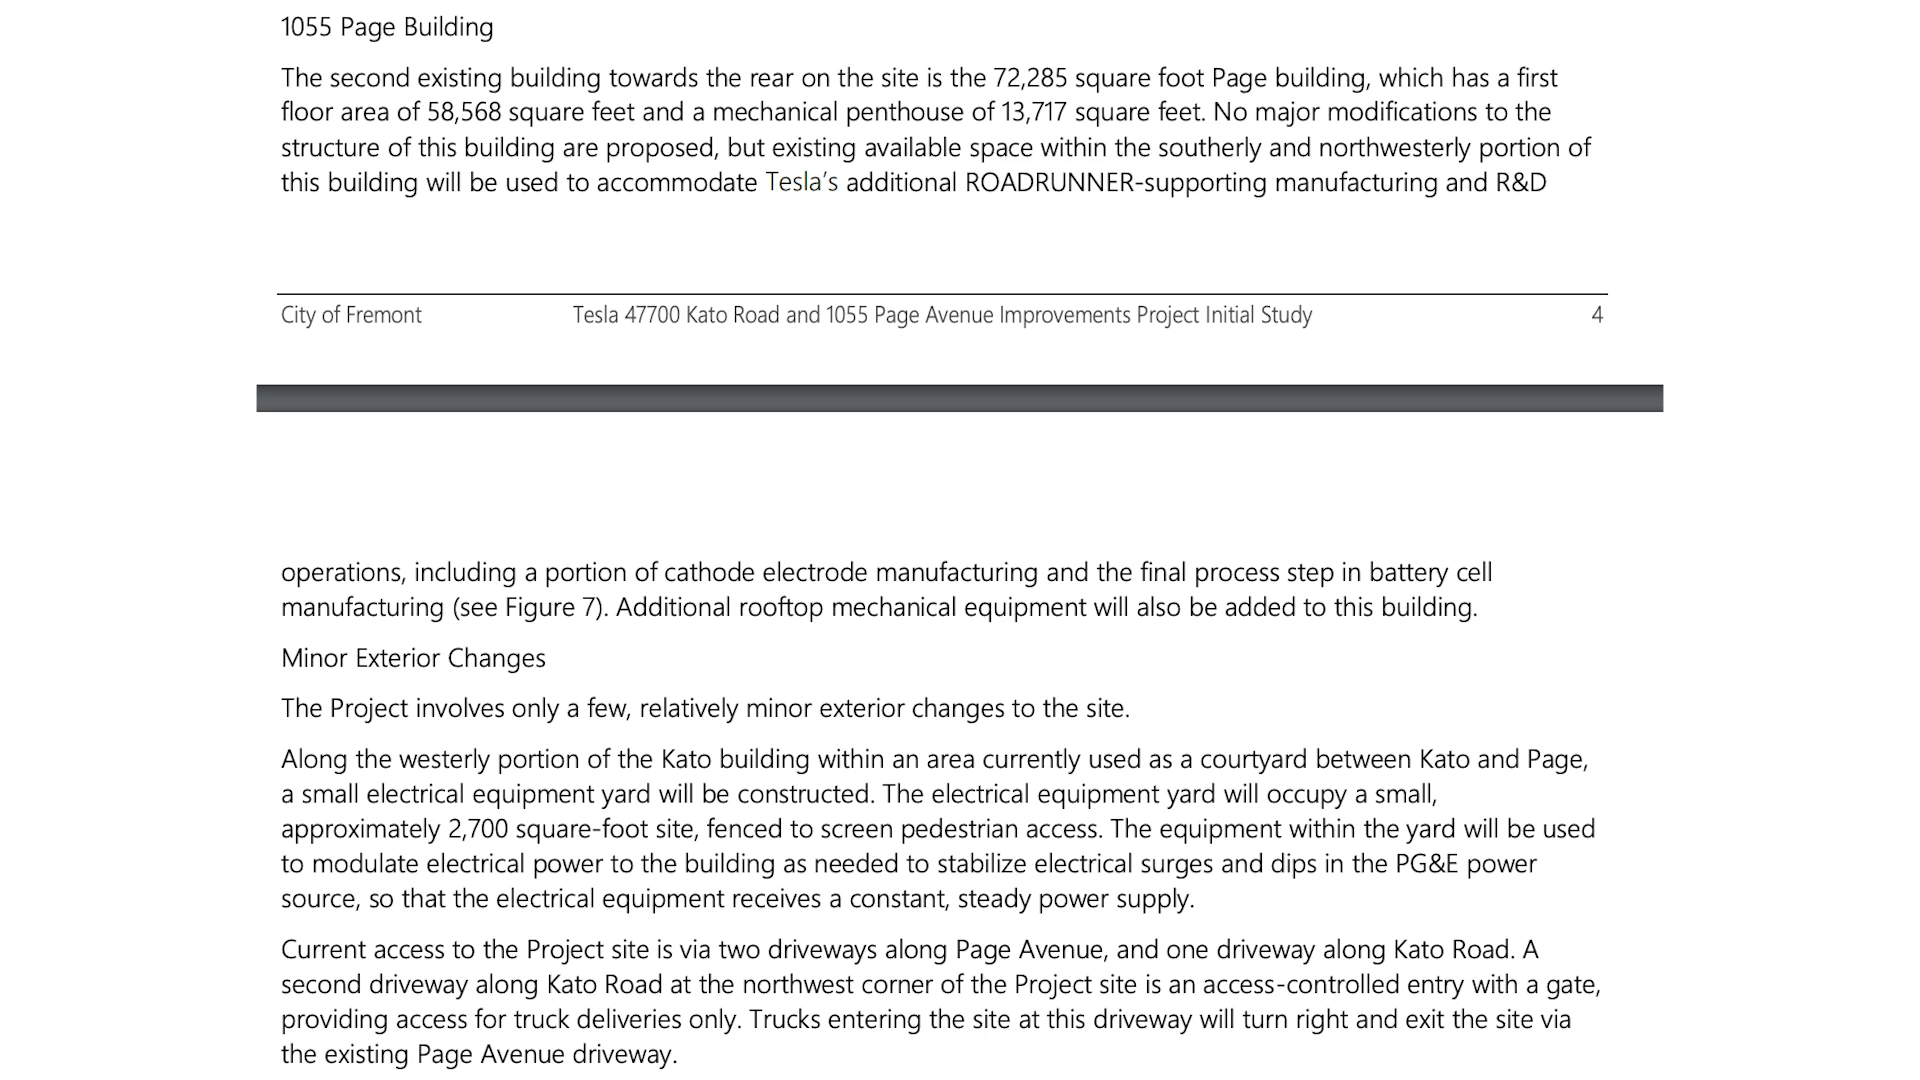 1055 Page Building
The second existing building towards the rear on the site is the 72,285 square foot Page building, which has a first
floor area of 58,568 square feet and a mechanical penthouse of 13,717 square feet. No major modifications to the
structure of this building are proposed, but existing available space within the southerly and northwesterly portion of
this building will be used to accommodate Tesla's additional ROADRUNNER-supporting manufacturing and R&D
City of Fremont Tesla 47700 Kato Road and 1055 Page Avenue Improvements Project Initial Study 4
operations, including a portion of cathode electrode manufacturing and the final process step in battery cell
manufacturing (see Figure 7). Additional rooftop mechanical equipment will also be added to this building.
Minor Exterior Changes
The Project involves only a few, relatively minor exterior changes to the site.
Along the westerly portion of the Kato building within an area currently used as a courtyard between Kato and Page,
a small electrical equipment yard will be constructed. The electrical equipment yard will occupy a small,
approximately 2,700 square-foot site, fenced to screen pedestrian access. The equipment within the yard will be used
to modulate electrical power to the building as needed to stabilize electrical surges and dips in the PG&E power
source, so that the electrical equipment receives a constant, steady power supply.
Current access to the Project site is via two driveways along Page Avenue, and one driveway along Kato Road. A
second driveway along Kato Road at the northwest corner of the Project site is an access-controlled entry with a gate,
providing access for truck deliveries only. Trucks entering the site at this driveway will turn right and exit the site via
the existing Page Avenue driveway.